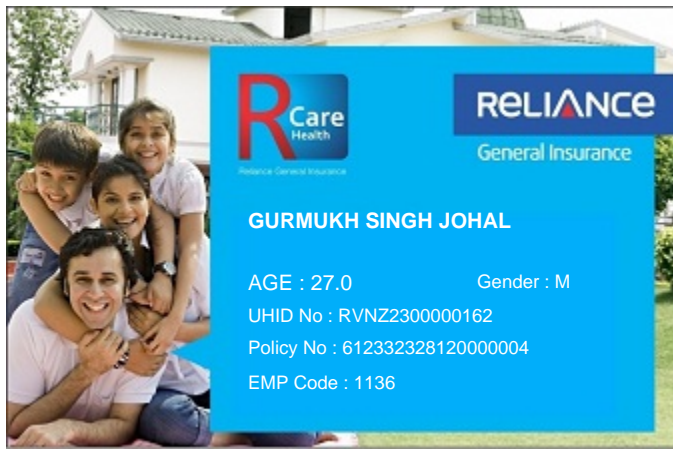 R Care
Health
Reliance General Insurance
RELIANCE
General Insurance
GURMUKH SINGH JOHAL
AGE : 27.0 Gender : M
UHID No : RVNZ2300000162
Policy No : 612332328120000004
EMP Code : 1136